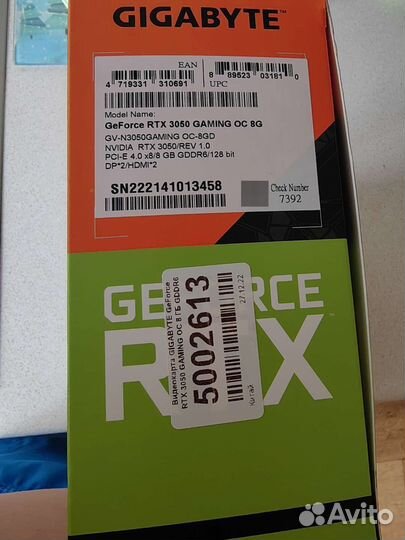 GIGABYTE™
EAN
4 719331 310691
8 89523 03181 0
UPC
Model Name:
GeForce RTX 3050 GAMING OC 8G
GV-N3050GAMING OC-8GD
NVIDIA RTX 3050/REV 1.0
PCI-E 4.0 x8/8 GB GDDR6/128 bit
DP*2/HDMI*2
SN222141013458
Check Number
7392
GEFORCE
RTX
Видеокарта GIGABYTE GeForce
RTX 3050 GAMING OC 8 ГБ GDDR6
5002613
27.12.22
Китай
Avito